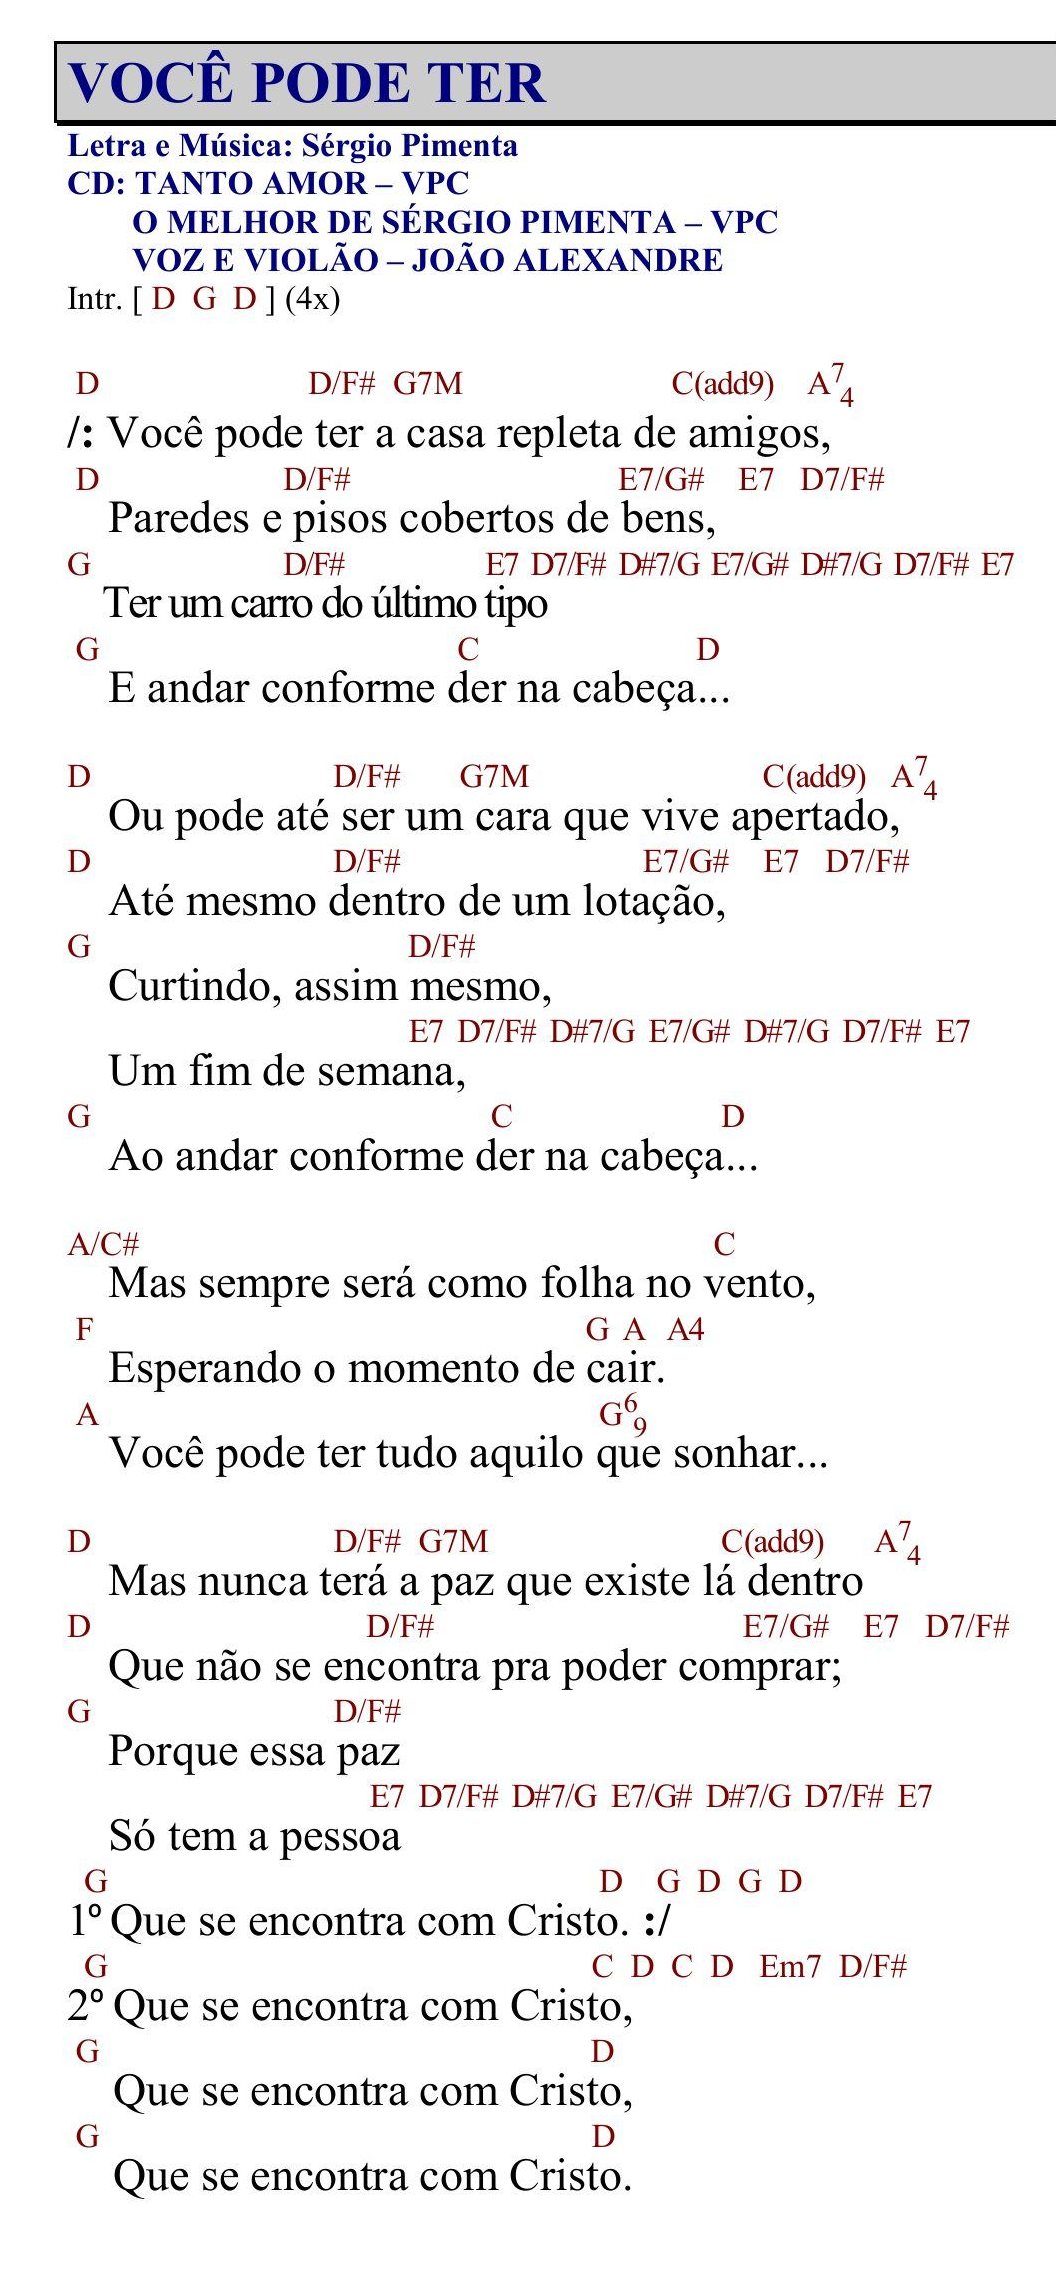 VOCÊ PODE TER
Letra e Música: Sérgio Pimenta
CD: TANTO AMOR – VPC
O MELHOR DE SÉRGIO PIMENTA – VPC
VOZ E VIOLÃO – JOÃO ALEXANDRE
Intr. [ D G D ] (4x)
D D/F# G7M C(add9) A7 4
/: Você pode ter a casa repleta de amigos,
D D/F# E7/G# E7 D7/F#
Paredes e pisos cobertos de bens,
G D/F# E7 D7/F# D#7/G E7/G# D#7/G D7/F# E7
Ter um carro do último tipo
G C D
E andar conforme der na cabeça...
D D/F# G7M C(add9) A7 4
Ou pode até ser um cara que vive apertado,
D D/F# E7/G# E7 D7/F#
Até mesmo dentro de um lotação,
G D/F#
Curtindo, assim mesmo,
E7 D7/F# D#7/G E7/G# D#7/G D7/F# E7
Um fim de semana,
G C D
Ao andar conforme der na cabeça...
A/C# C
Mas sempre será como folha no vento,
F G A A4
Esperando o momento de cair.
A G6 9
Você pode ter tudo aquilo que sonhar...
D D/F# G7M C(add9) A7 4
Mas nunca terá a paz que existe lá dentro
D D/F# E7/G# E7 D7/F#
Que não se encontra pra poder comprar;
G D/F#
Porque essa paz
E7 D7/F# D#7/G E7/G# D#7/G D7/F# E7
Só tem a pessoa
G D G D G D
1º Que se encontra com Cristo. :/
G C D C D Em7 D/F#
2º Que se encontra com Cristo,
G D
Que se encontra com Cristo,
G D
Que se encontra com Cristo.